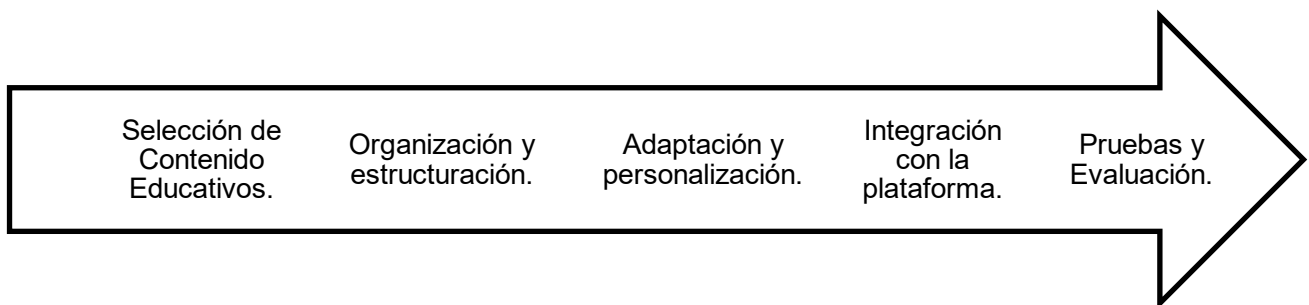 Selección de
Contenido
Educativos.
Organización y
estructuración.
Adaptación y
personalización.
Integración
con la
plataforma.
Pruebas y
Evaluación.